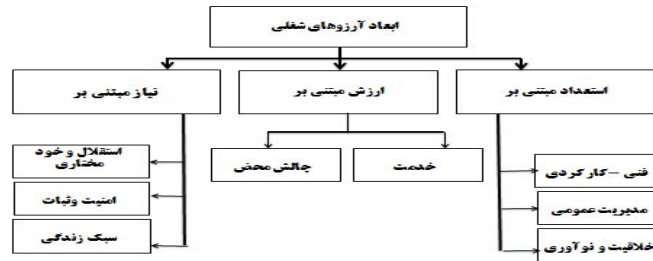 ابعاد آرزوهای شغلی
استعداد مبتنی بر
ارزش مبتنی بر
نیاز مبتنی بر
فنی -کارکردی
مدیریت عمومی
خلاقیت و نوآوری
خدمت
چالش محض
استقلال و خود
مختاری
امنیت وثبات
سبک زندگی